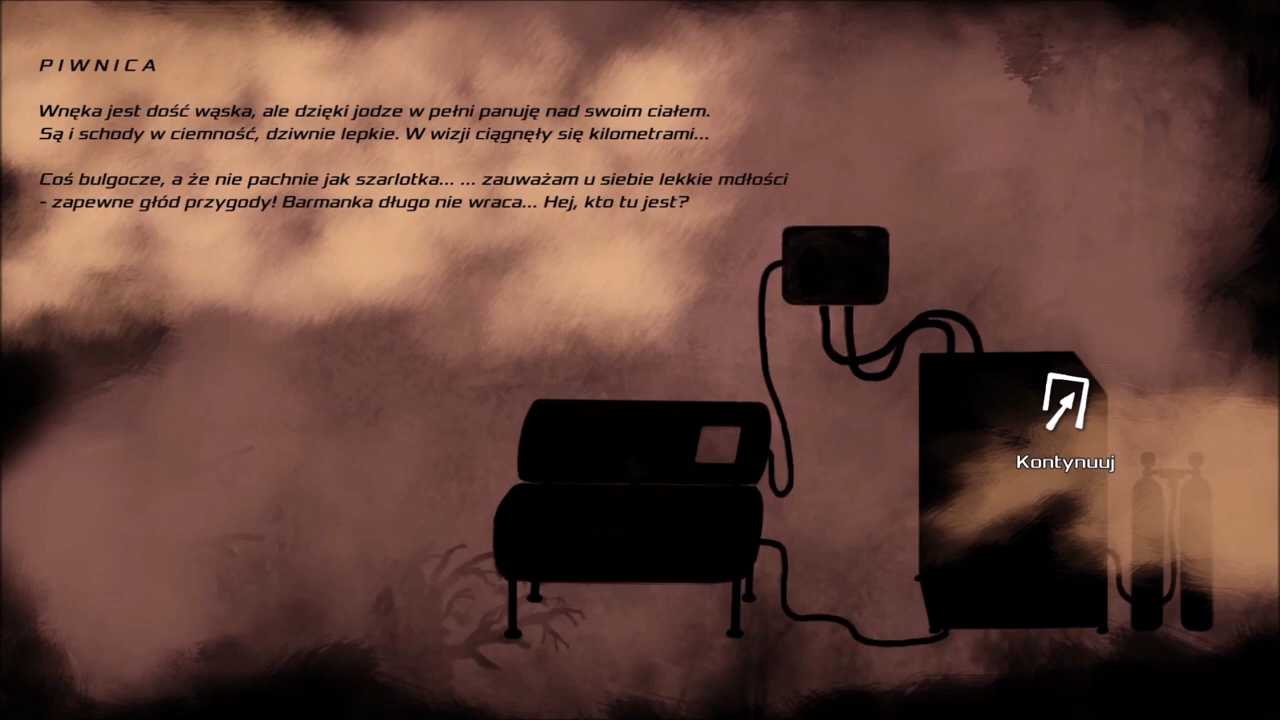 PIWNICA
Wnęka jest dość wąska, ale dzięki jodze w pełni panuję nad swoim ciałem.
Są i schody w ciemność, dziwnie lepkie. W wizji ciągnęły się kilometrami...
Coś bulgocze, a że nie pachnie jak szarlotka... ... zauważam u siebie lekkie mdłości
- zapewne głód przygody! Barmanka długo nie wraca... Hej, kto tu jest?
Kontynuuj